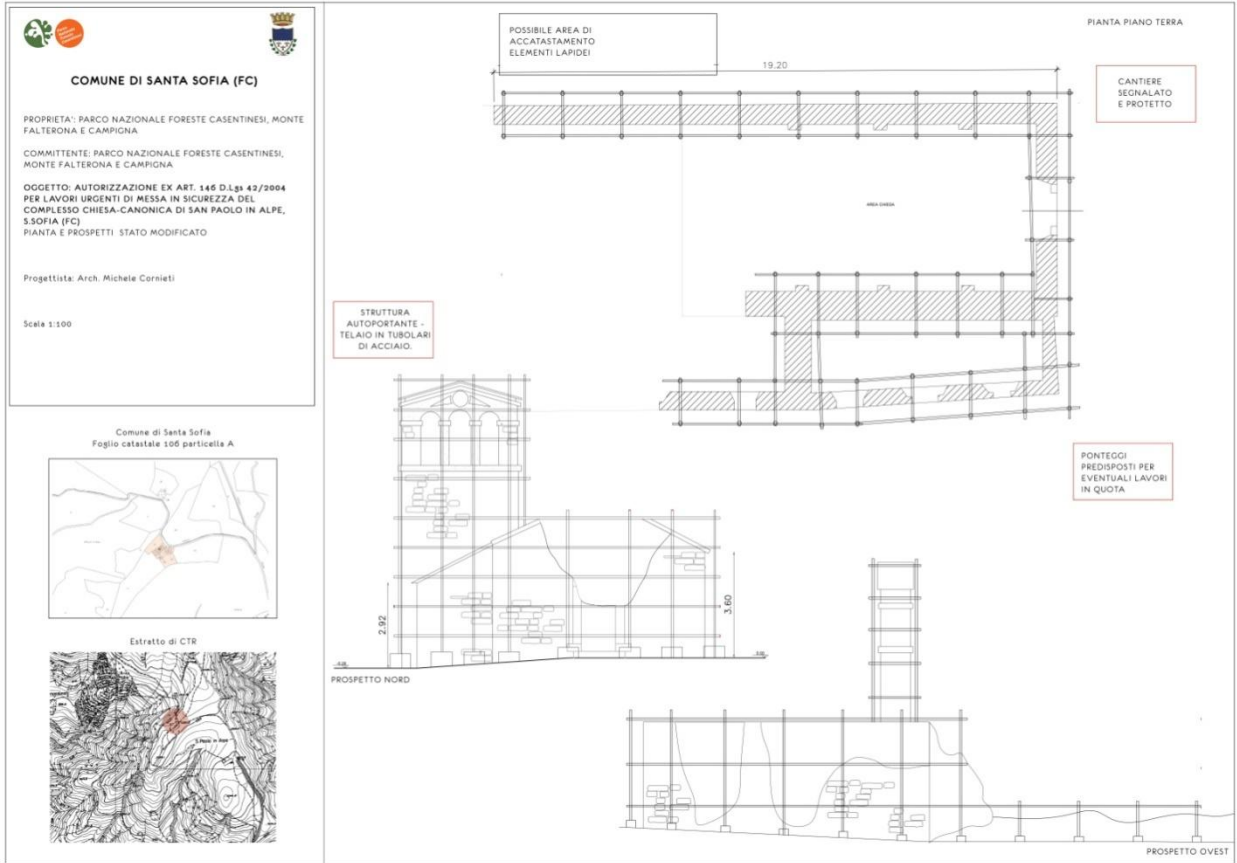 COMUNE DI SANTA SOFIA (FC)
PROPRIETA': PARCO NAZIONALE FORESTE CASENTINESI, MONTE
FALTERONA E CAMPIGNA
COMMITTENTE: PARCO NAZIONALE FORESTE CASENTINESI,
MONTE FALTERONA E CAMPIGNA
OGGETTO: AUTORIZZAZIONE EX ART. 146 D.Lgs 42/2004
PER LAVORI URGENTI DI MESSA IN SICUREZZA DEL
COMPLESSO CHIESA-CANONICA DI SAN PAOLO IN ALPE,
S.SOFIA (FC)
PIANTA E PROSPETTI STATO MODIFICATO
Progettista: Arch. Michele Cornieti
Scala 1:100
Comune di Santa Sofia
Foglio catastale 106 particella A
Estratto di CTR
POSSIBILE AREA DI
ACCATASTAMENTO
ELEMENTI LAPIDEI
PIANTA PIANO TERRA
19.20
CANTIERE
SEGNALATO
E PROTETTO
AREA CHIESA
STRUTTURA
AUTOPORTANTE -
TELAIO IN TUBOLARI
DI ACCIAIO.
PONTEGGI
PREDISPOSTI PER
EVENTUALI LAVORI
IN QUOTA
2.92
3.60
PROSPETTO NORD
PROSPETTO OVEST